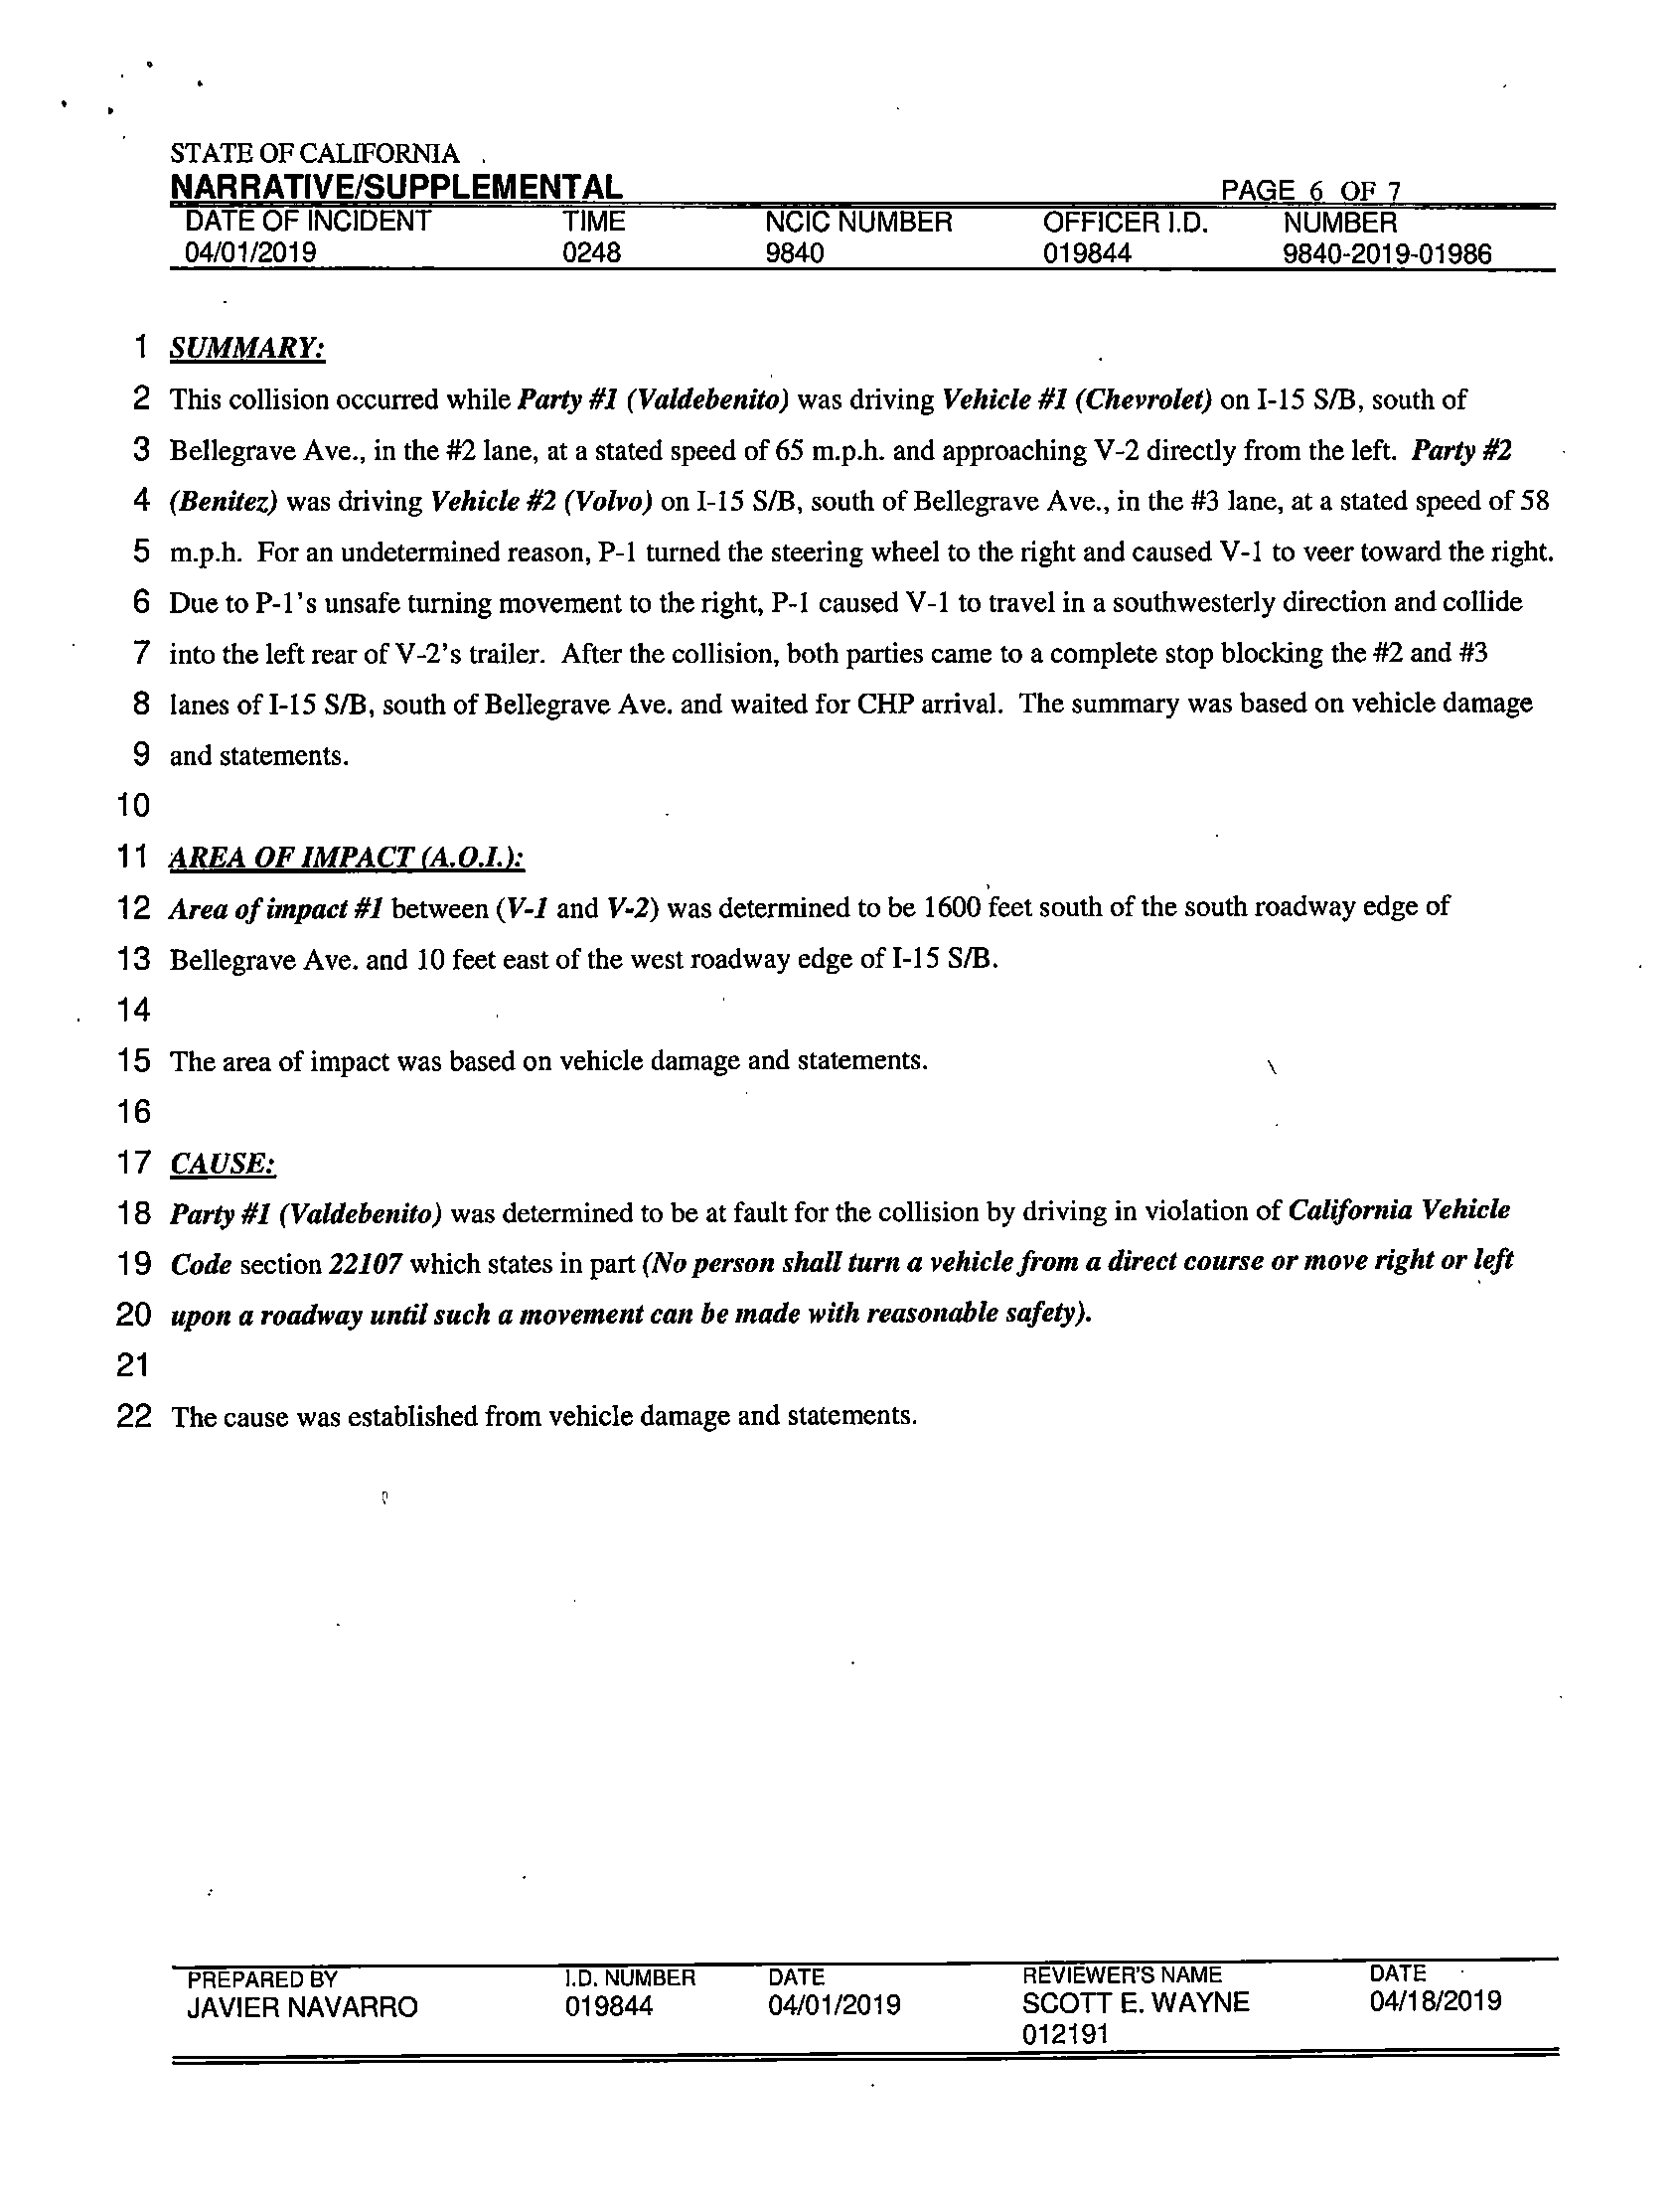 STATE OF CALIFORNIA
NARRATIVE/SUPPLEMENTAL PAGE 6 OF 7
DATE OF INCIDENT TIME NCIC NUMBER OFFICER I.D. NUMBER
04/01/2019 0248 9840 019844 9840-2019-01986
1 SUMMARY:
2 This collision occurred while Party #1 (Valdebenito) was driving Vehicle #1 (Chevrolet) on I-15 S/B, south of
3 Bellegrave Ave., in the #2 lane, at a stated speed of 65 m.p.h. and approaching V-2 directly from the left. Party #2
4 (Benitez) was driving Vehicle #2 (Volvo) on I-15 S/B, south of Bellegrave Ave., in the #3 lane, at a stated speed of 58
5 m.p.h. For an undetermined reason, P-1 turned the steering wheel to the right and caused V-1 to veer toward the right.
6 Due to P-1's unsafe turning movement to the right, P-1 caused V-1 to travel in a southwesterly direction and collide
7 into the left rear of V-2's trailer. After the collision, both parties came to a complete stop blocking the #2 and #3
8 lanes of I-15 S/B, south of Bellegrave Ave. and waited for CHP arrival. The summary was based on vehicle damage
9 and statements.
10
11 AREA OF IMPACT (A.O.I.):
12 Area of impact #1 between (V-1 and V-2) was determined to be 1600 feet south of the south roadway edge of
13 Bellegrave Ave. and 10 feet east of the west roadway edge of I-15 S/B.
14
15 The area of impact was based on vehicle damage and statements.
16
17 CAUSE:
18 Party #1 (Valdebenito) was determined to be at fault for the collision by driving in violation of California Vehicle
19 Code section 22107 which states in part (No person shall turn a vehicle from a direct course or move right or left
20 upon a roadway until such a movement can be made with reasonable safety).
21
22 The cause was established from vehicle damage and statements.
PREPARED BY I.D. NUMBER DATE REVIEWER'S NAME DATE
JAVIER NAVARRO 019844 04/01/2019 SCOTT E. WAYNE 04/18/2019
012191